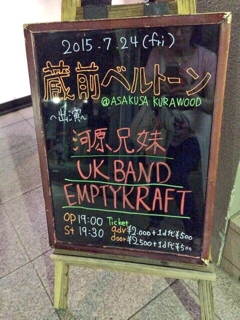 2015.7.24(fri)
蔵前ベルトーン
@ASAKUSA KURAWOOD
～出演～
河原兄妹
UK BAND
EMPTYKRAFT
OP 19:00 Ticket
St 19:30 adv ¥2.000+1d代¥500
door ¥2.500+1d代¥500